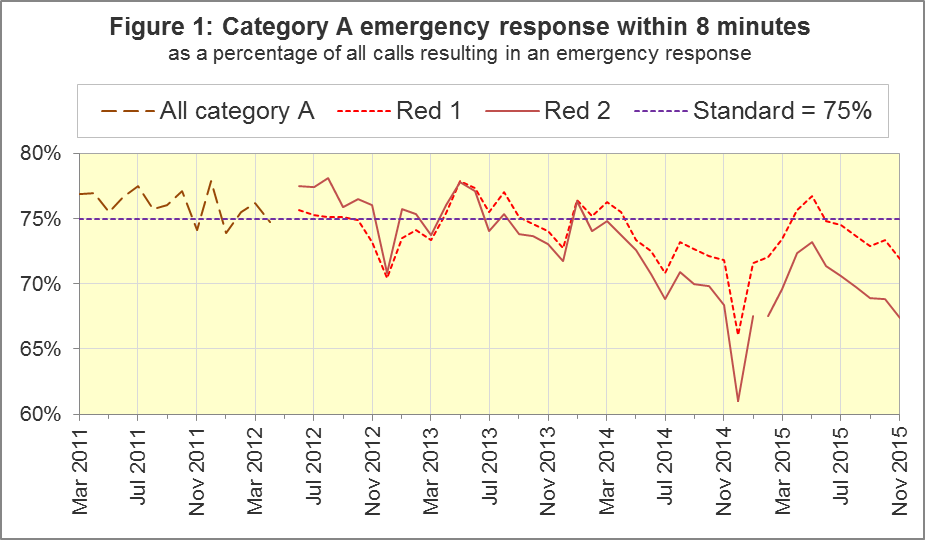 Figure 1: Category A emergency response within 8 minutes
as a percentage of all calls resulting in an emergency response
All category A
Red 1
Red 2
Standard = 75%
80%
75%
70%
65%
60%
Mar 2011
Jul 2011
Nov 2011
Mar 2012
Jul 2012
Nov 2012
Mar 2013
Jul 2013
Nov 2013
Mar 2014
Jul 2014
Nov 2014
Mar 2015
Jul 2015
Nov 2015